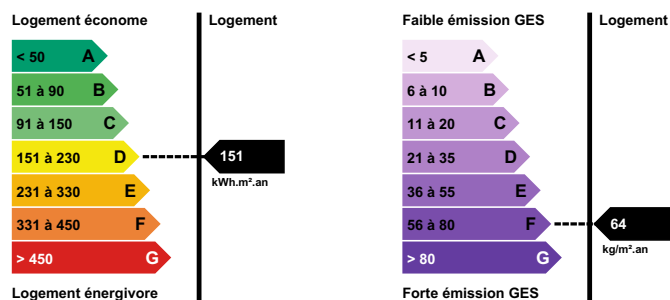 Logement économe
Logement
< 50 A
51 à 90 B
91 à 150 C
151 à 230 D
151
kWh.m².an
231 à 330 E
331 à 450 F
> 450 G
Logement énergivore
Faible émission GES
Logement
< 5 A
6 à 10 B
11 à 20 C
21 à 35 D
36 à 55 E
56 à 80 F
64
kg/m².an
> 80 G
Forte émission GES